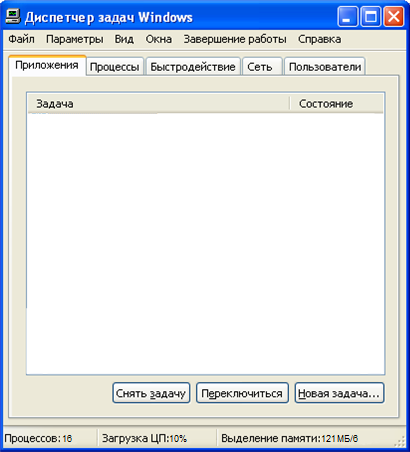 Диспетчер задач Windows
Файл Параметры Вид Окна Завершение работы Справка
Приложения Процессы Быстродействие Сеть Пользователи
Задача Состояние
Снять задачу Переключиться Новая задача...
Процессов: 16 Загрузка ЦП:10% Выделение памяти:121МБ/6